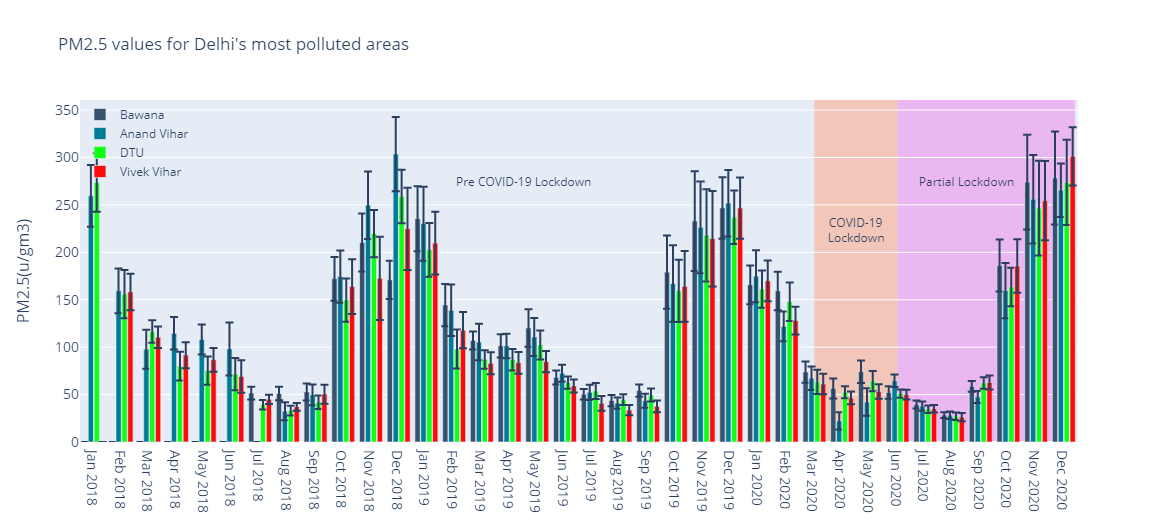 PM2.5 values for Delhi's most polluted areas
350
300
250
200
150
100
50
0
PM2.5(u/gm3)
Bawana
Anand Vihar
DTU
Vivek Vihar
Pre COVID-19 Lockdown
COVID-19
Lockdown
Partial Lockdown
Jan 2018
Feb 2018
Mar 2018
Apr 2018
May 2018
Jun 2018
Jul 2018
Aug 2018
Sep 2018
Oct 2018
Nov 2018
Dec 2018
Jan 2019
Feb 2019
Mar 2019
Apr 2019
May 2019
Jun 2019
Jul 2019
Aug 2019
Sep 2019
Oct 2019
Nov 2019
Dec 2019
Jan 2020
Feb 2020
Mar 2020
Apr 2020
May 2020
Jun 2020
Jul 2020
Aug 2020
Sep 2020
Oct 2020
Nov 2020
Dec 2020